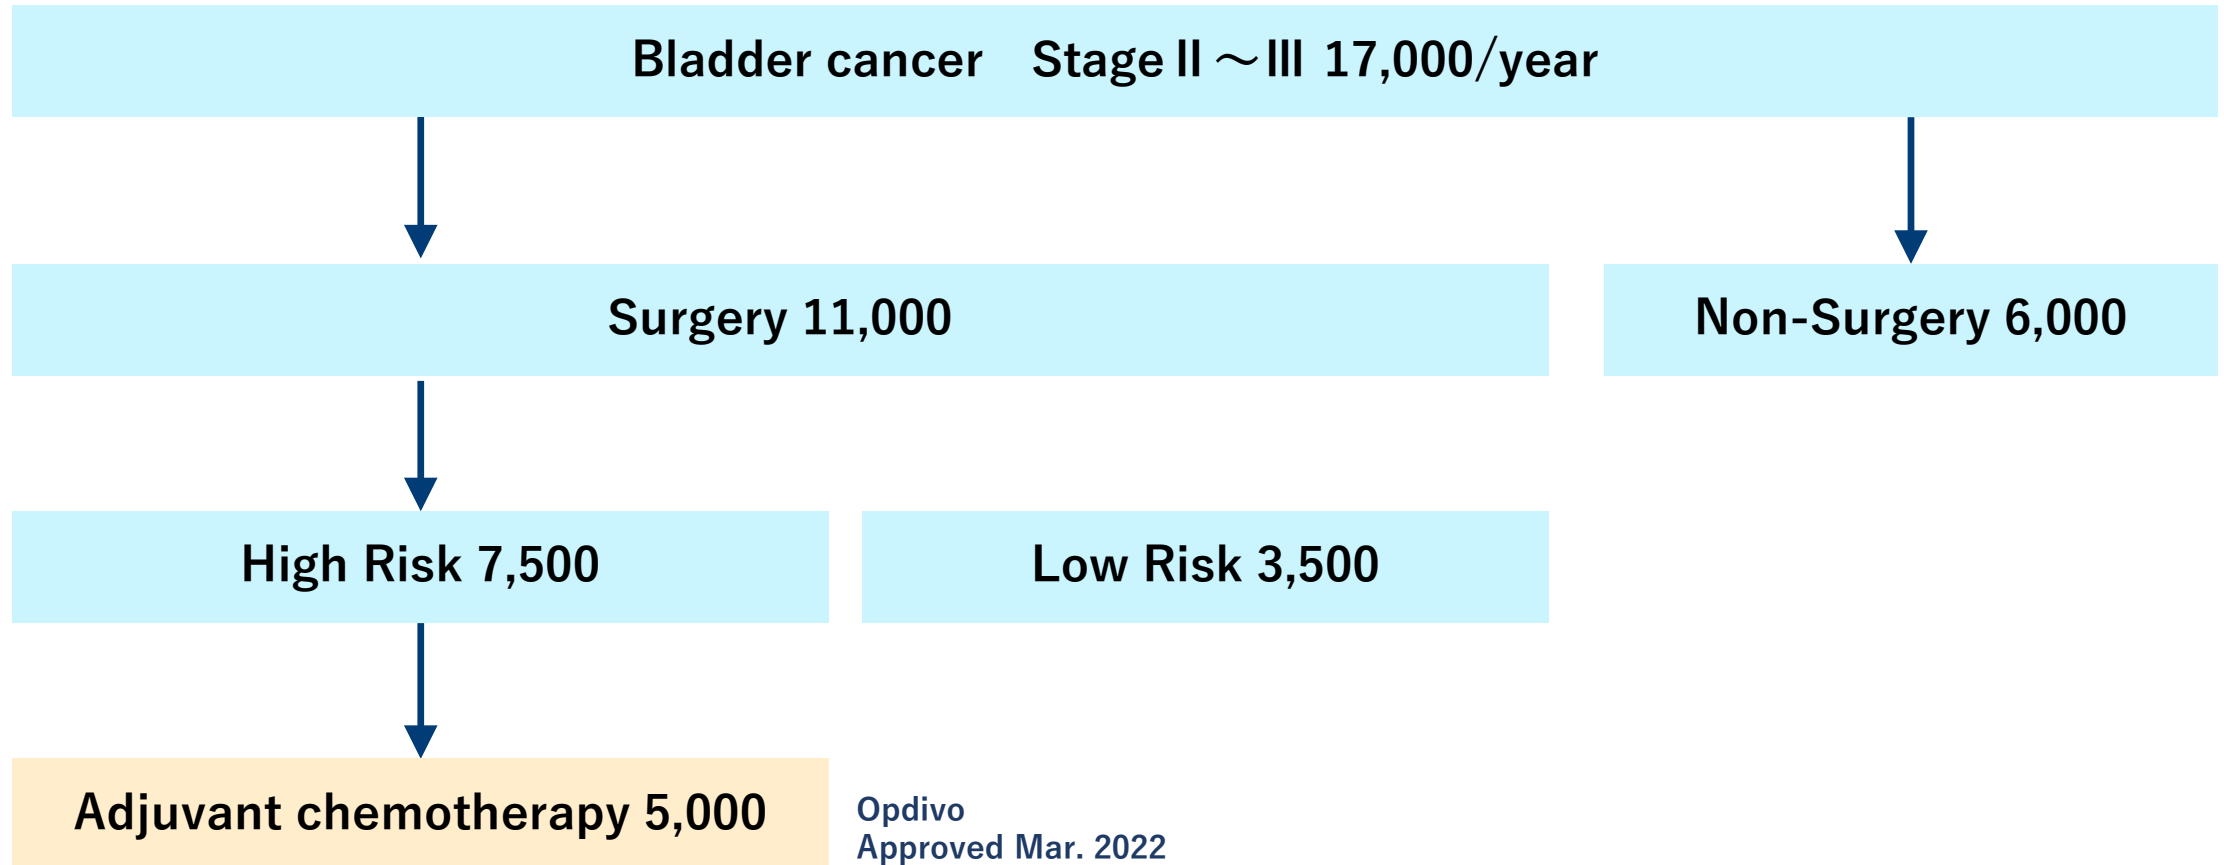 Bladder cancer　Stage Ⅱ ～Ⅲ 17,000/year
Surgery 11,000
Non-Surgery 6,000
High Risk 7,500
Low Risk 3,500
Adjuvant chemotherapy 5,000
Opdivo
Approved Mar. 2022